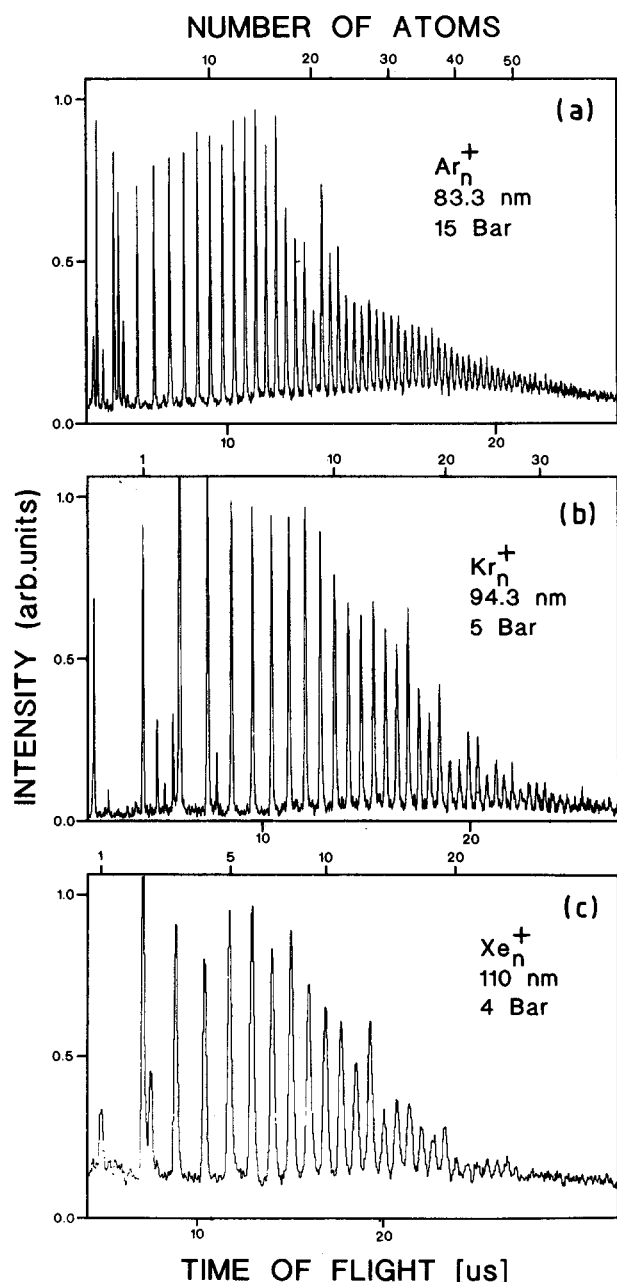 NUMBER OF ATOMS
10 20 30 40 50
1.0
(a)
Ar+n
83.3 nm
15 Bar
0.5
0.0
10 20
1 10 20 30
1.0
(b)
Kr+n
94.3 nm
5 Bar
0.5
0.0
10 20
INTENSITY (arb.units)
1 5 10 20
1.0
(c)
Xe+n
110 nm
4 Bar
0.5
0.0
10 20
TIME OF FLIGHT [us]